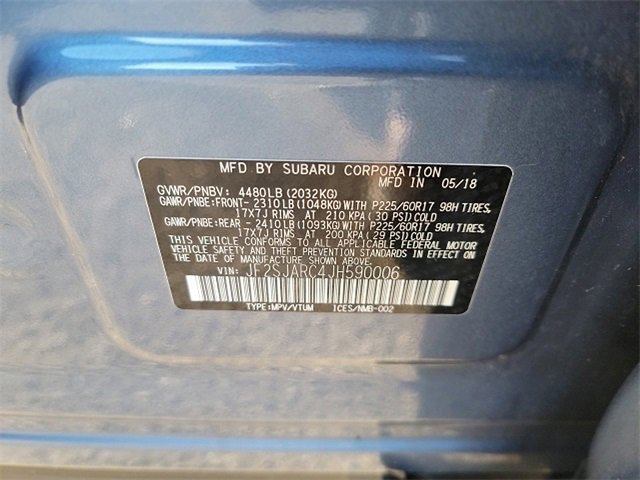 MFD BY SUBARU CORPORATION
GVWR/PNBV: 4480LB (2032KG) MFD IN 05/18
GAWR/PNBE:FRONT- 2310LB(1048KG)WITH P225/60R17 98H TIRES,
17X7J RIMS AT 210 KPA( 30 PSI)COLD
GAWR/PNBE:REAR - 2410LB(1093KG)WITH P225/60R17 98H TIRES,
17X7J RIMS AT 200 KPA( 29 PSI)COLD
THIS VEHICLE CONFORMS TO ALL APPLICABLE FEDERAL MOTOR
VEHICLE SAFETY AND THEFT PREVENTION STANDARDS IN
EFFECT ON THE DATE OF MANUFACTURE SHOWN ABOVE.
VIN: JF2SJARC4JH590006
TYPE:MPV/VTUM ICES/NMB-002